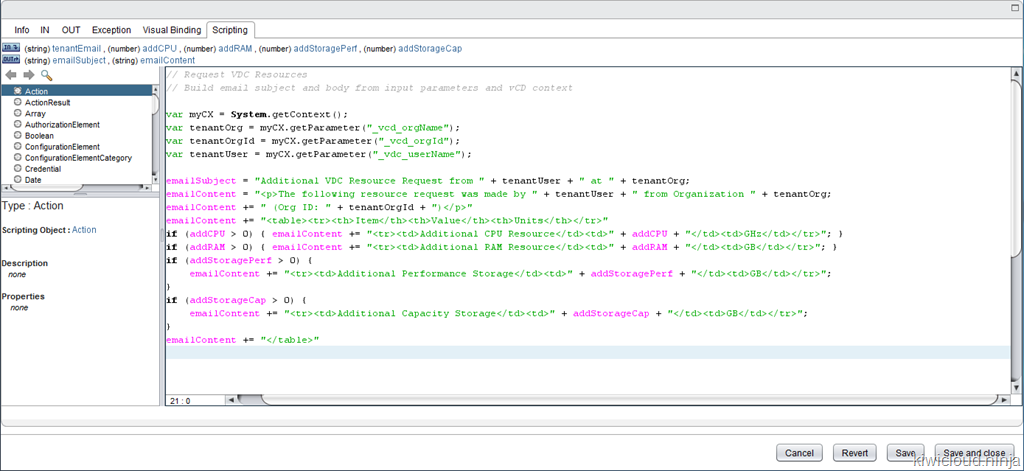 Info IN OUT Exception Visual Binding Scripting
IN (string) tenantEmail , (number) addCPU , (number) addRAM , (number) addStoragePerf , (number) addStorageCap
OUT (string) emailSubject , (string) emailContent
Action
ActionResult
Array
AuthorizationElement
Boolean
ConfigurationElement
ConfigurationElementCategory
Credential
Date
Type : Action
Scripting Object : Action
Description
none
Properties
none
// Request VDC Resources
// Build email subject and body from input parameters and vCD context
var myCX = System.getContext();
var tenantOrg = myCX.getParameter("_vcd_orgName");
var tenantOrgId = myCX.getParameter("_vcd_orgId");
var tenantUser = myCX.getParameter("_vdc_userName");
emailSubject = "Additional VDC Resource Request from " + tenantUser + " at " + tenantOrg;
emailContent = "<p>The following resource request was made by " + tenantUser + " from Organization " + tenantOrg;
emailContent += " (Org ID: " + tenantOrgId + ")</p>"
emailContent += "<table><tr><th>Item</th><th>Value</th><th>Units</th></tr>"
if (addCPU > 0) { emailContent += "<tr><td>Additional CPU Resource</td><td>" + addCPU + "</td><td>GHz</td></tr>"; }
if (addRAM > 0) { emailContent += "<tr><td>Additional RAM Resource</td><td>" + addRAM + "</td><td>GB</td></tr>"; }
if (addStoragePerf > 0) {
emailContent += "<tr><td>Additional Performance Storage</td><td>" + addStoragePerf + "</td><td>GB</td></tr>";
}
if (addStorageCap > 0) {
emailContent += "<tr><td>Additional Capacity Storage</td><td>" + addStorageCap + "</td><td>GB</td></tr>";
}
emailContent += "</table>"
21 : 0
Cancel Revert Save Save and close
kiwicloud.ninja